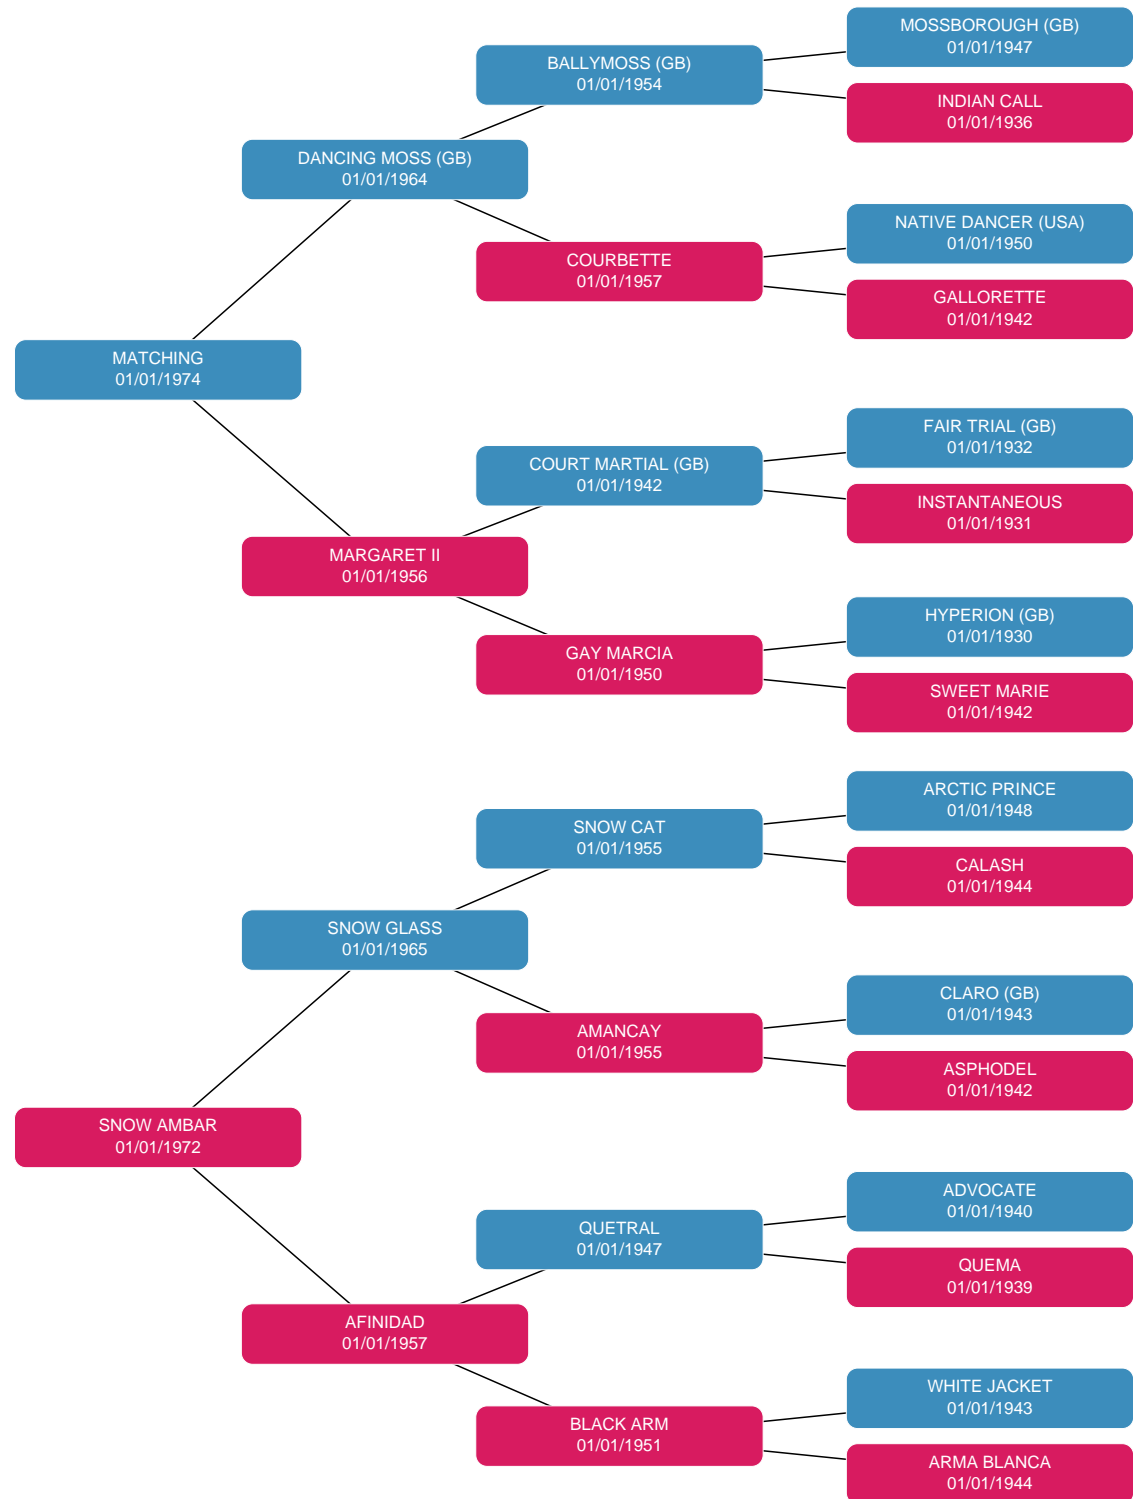 MOSSBOROUGH (GB)
01/01/1947
BALLYMOSS (GB)
01/01/1954
INDIAN CALL
01/01/1936
DANCING MOSS (GB)
01/01/1964
NATIVE DANCER (USA)
01/01/1950
COURBETTE
01/01/1957
GALLORETTE
01/01/1942
MATCHING
01/01/1974
FAIR TRIAL (GB)
01/01/1932
COURT MARTIAL (GB)
01/01/1942
INSTANTANEOUS
01/01/1931
MARGARET II
01/01/1956
HYPERION (GB)
01/01/1930
GAY MARCIA
01/01/1950
SWEET MARIE
01/01/1942
ARCTIC PRINCE
01/01/1948
SNOW CAT
01/01/1955
CALASH
01/01/1944
SNOW GLASS
01/01/1965
CLARO (GB)
01/01/1943
AMANCAY
01/01/1955
ASPHODEL
01/01/1942
SNOW AMBAR
01/01/1972
ADVOCATE
01/01/1940
QUETRAL
01/01/1947
QUEMA
01/01/1939
AFINIDAD
01/01/1957
WHITE JACKET
01/01/1943
BLACK ARM
01/01/1951
ARMA BLANCA
01/01/1944